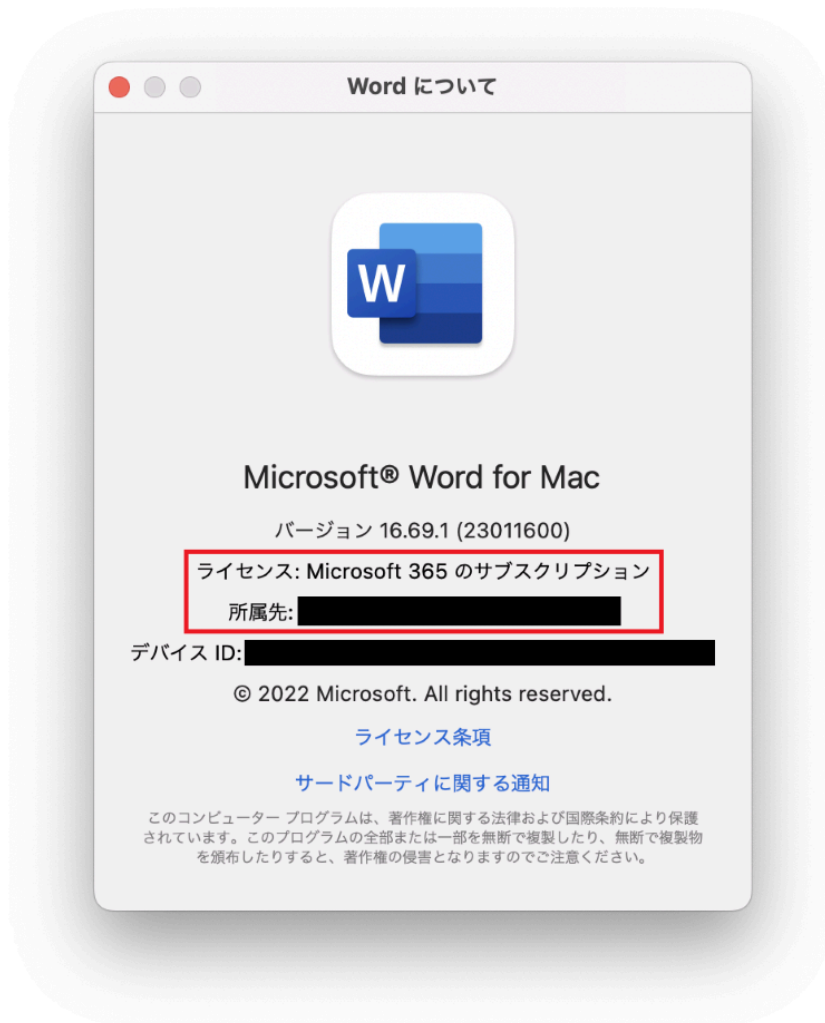 Word について
W
Microsoft® Word for Mac
バージョン 16.69.1 (23011600)
ライセンス: Microsoft 365 のサブスクリプション
所属先:
デバイス ID:
© 2022 Microsoft. All rights reserved.
ライセンス条項
サードパーティに関する通知
このコンピューター プログラムは、著作権に関する法律および国際条約により保護
されています。このプログラムの全部または一部を無断で複製したり、無断で複製物
を頒布したりすると、著作権の侵害となりますのでご注意ください。